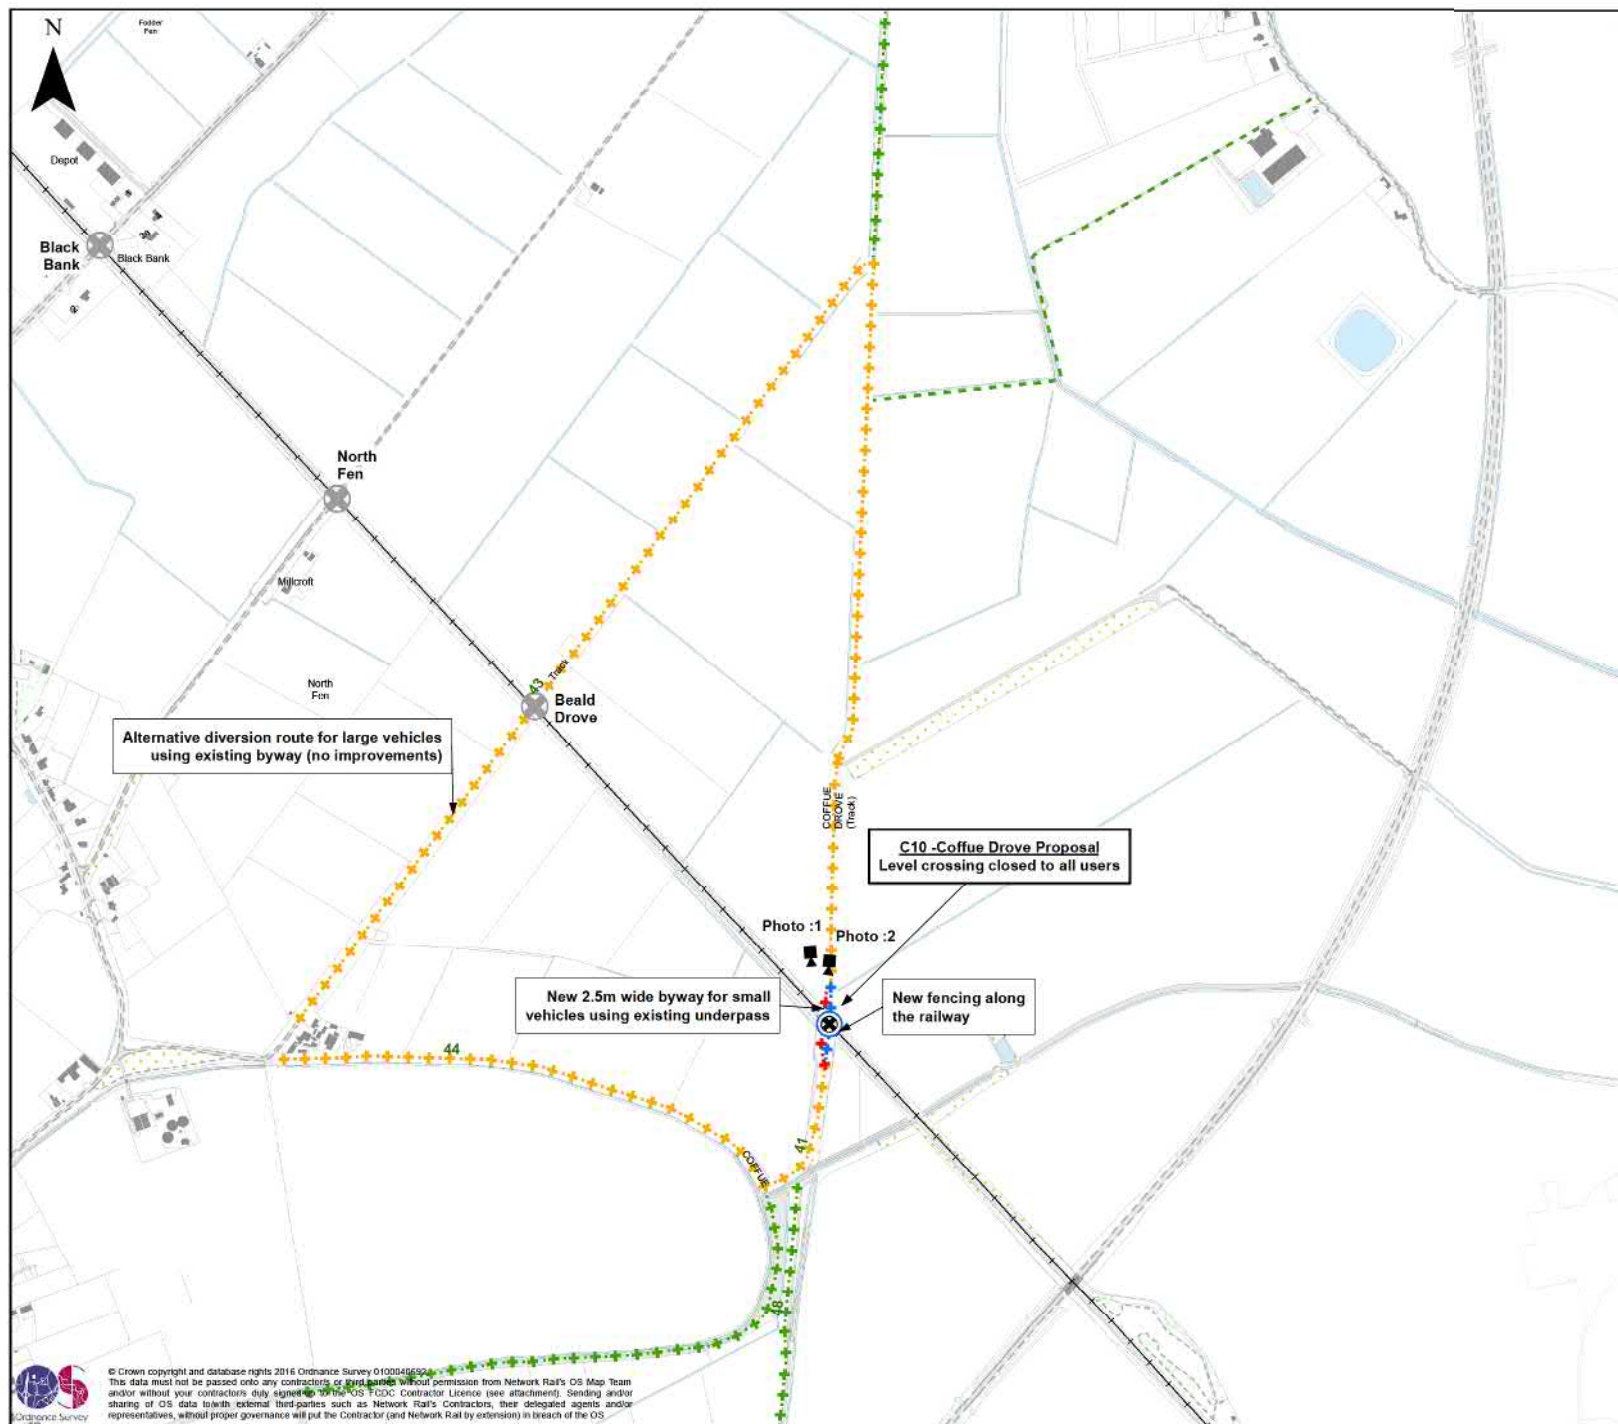 N
Fodder
Fen
Depot
Black
Bank
Black Bank
North
Fen
Millcroft
North
Fen
43
Track
Beald
Drove
Alternative diversion route for large vehicles
using existing byway (no improvements)
COFFUE
DROVE
(Track)
C10 -Coffue Drove Proposal
Level crossing closed to all users
Photo :1
Photo :2
New 2.5m wide byway for small
vehicles using existing underpass
New fencing along
the railway
44
41
COFFUE
48
© Crown copyright and database rights 2016 Ordnance Survey
This data must not be passed onto any contractor/s or third parties without permission from Network Rail's OS Map Team
and/or without your contractor/s duly signed up to the OS FCDC Contractor Licence (see attachment). Sending and/or
sharing of OS data to/with external third-parties such as Network Rail's Contractors, their delegated agents and/or
representatives, without proper governance will put the Contractor (and Network Rail by extension) in breach of the OS
Ordnance Survey